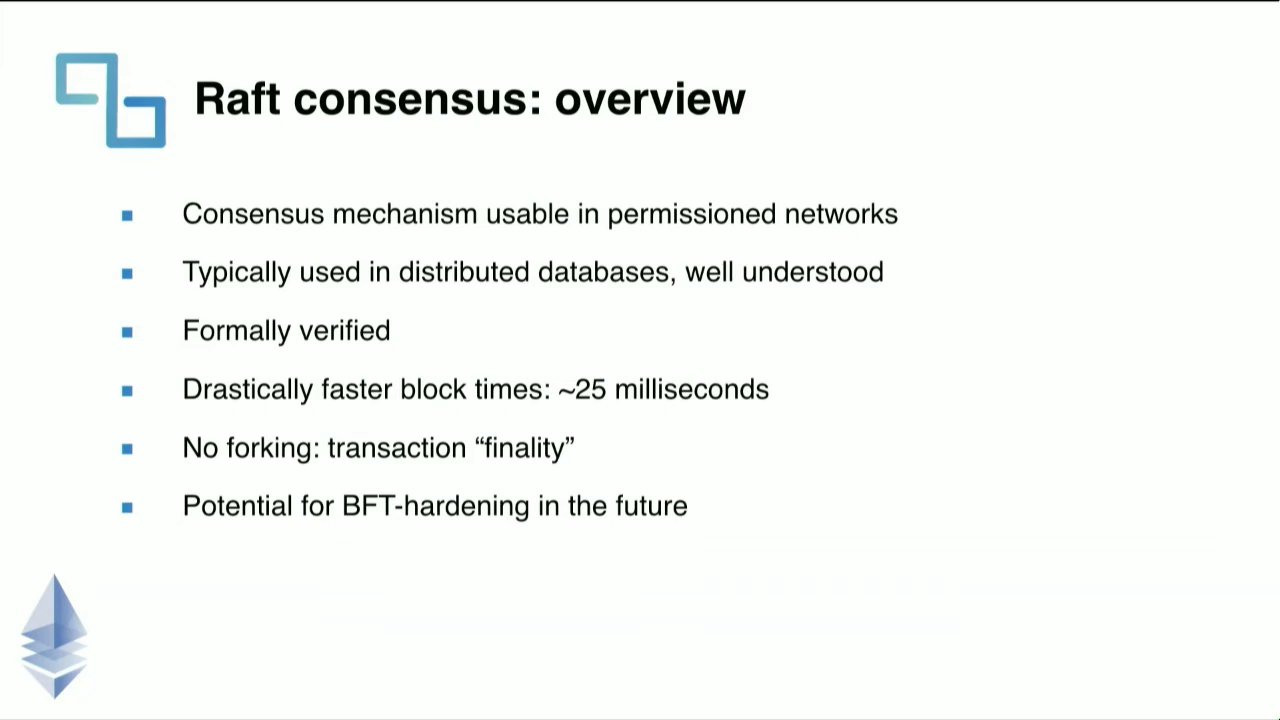 Raft consensus: overview
Consensus mechanism usable in permissioned networks
Typically used in distributed databases, well understood
Formally verified
Drastically faster block times: ~25 milliseconds
No forking: transaction “finality”
Potential for BFT-hardening in the future